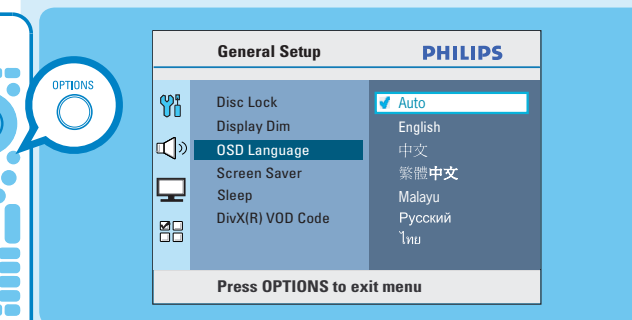 OPTIONS
General Setup
PHILIPS
Disc Lock
Display Dim
OSD Language
Screen Saver
Sleep
DivX(R) VOD Code
Auto
English
中文
繁體中文
Malayu
Русский
ไทย
Press OPTIONS to exit menu